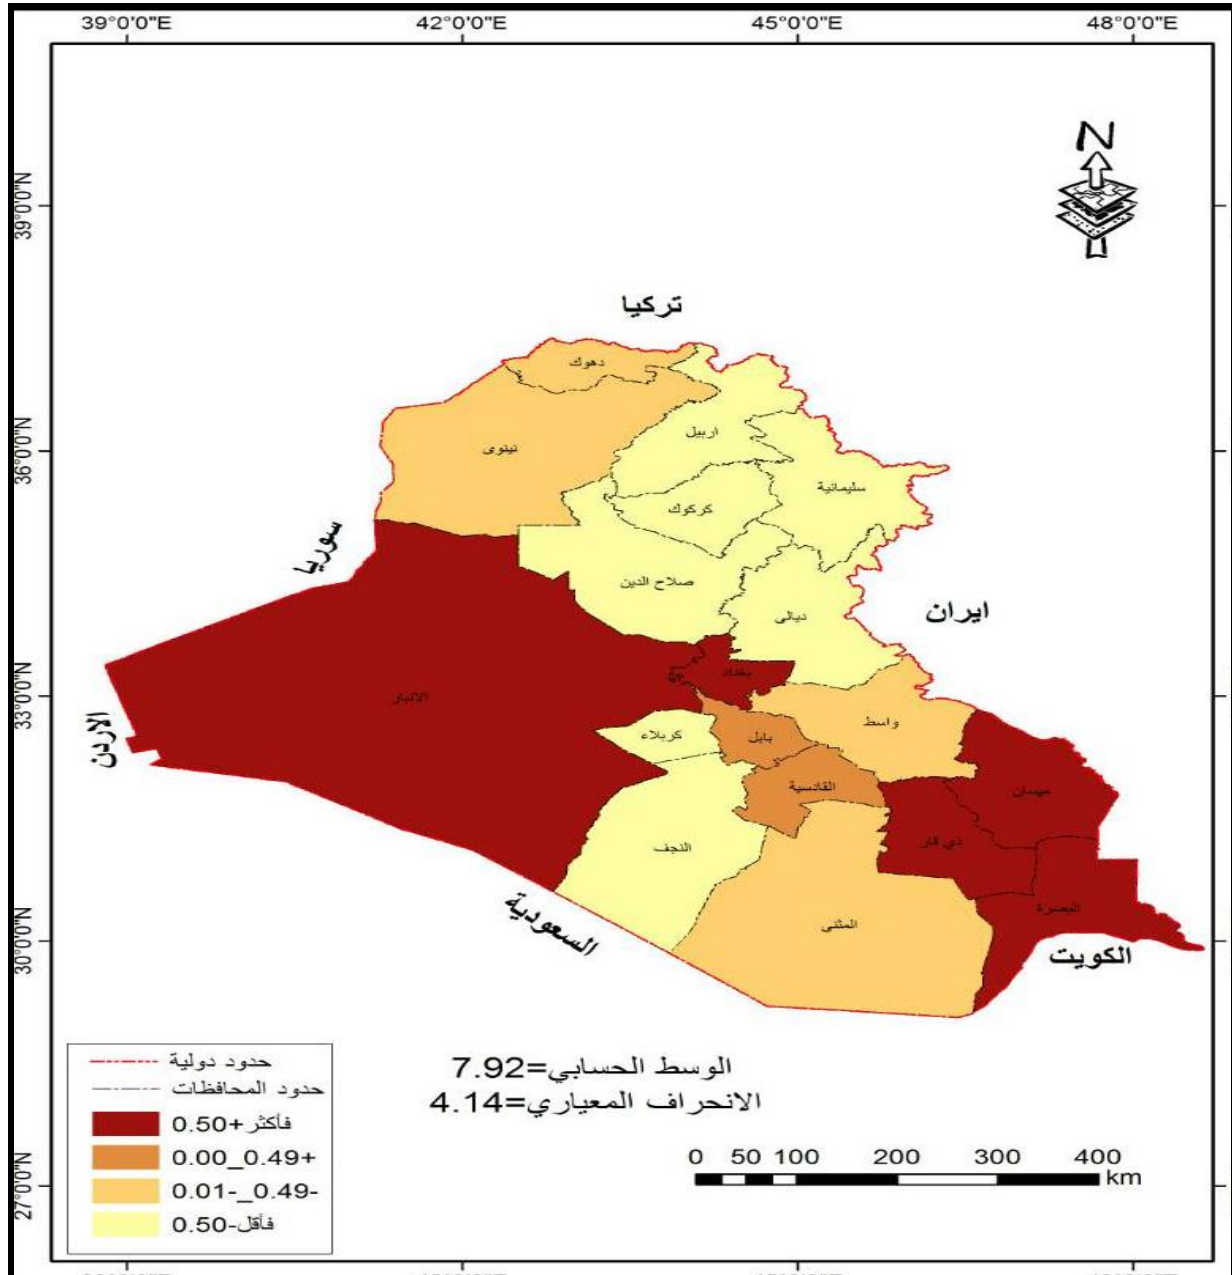 39°0'0"E 42°0'0"E 45°0'0"E 48°0'0"E
N
39°0'0"N
تركيا
دهوك
اربيل
نينوى
36°0'0"N
سليمانية
كركوك
سوريا
صلاح الدين
ايران
ديالى
بغداد
الانبار
33°0'0"N
واسط
الاردن
كربلاء
بابل
القادسية
ميسان
النجف
ذي قار
البصرة
المثنى
السعودية
30°0'0"N
الكويت
حدود دولية
حدود المحافظات
0.50+فأكثر
0.00_0.49+
0.01-_0.49-
0.50-فأقل
الوسط الحسابي=7.92
الانحراف المعياري=4.14
0 50 100 200 300 400
km
27°0'0"N